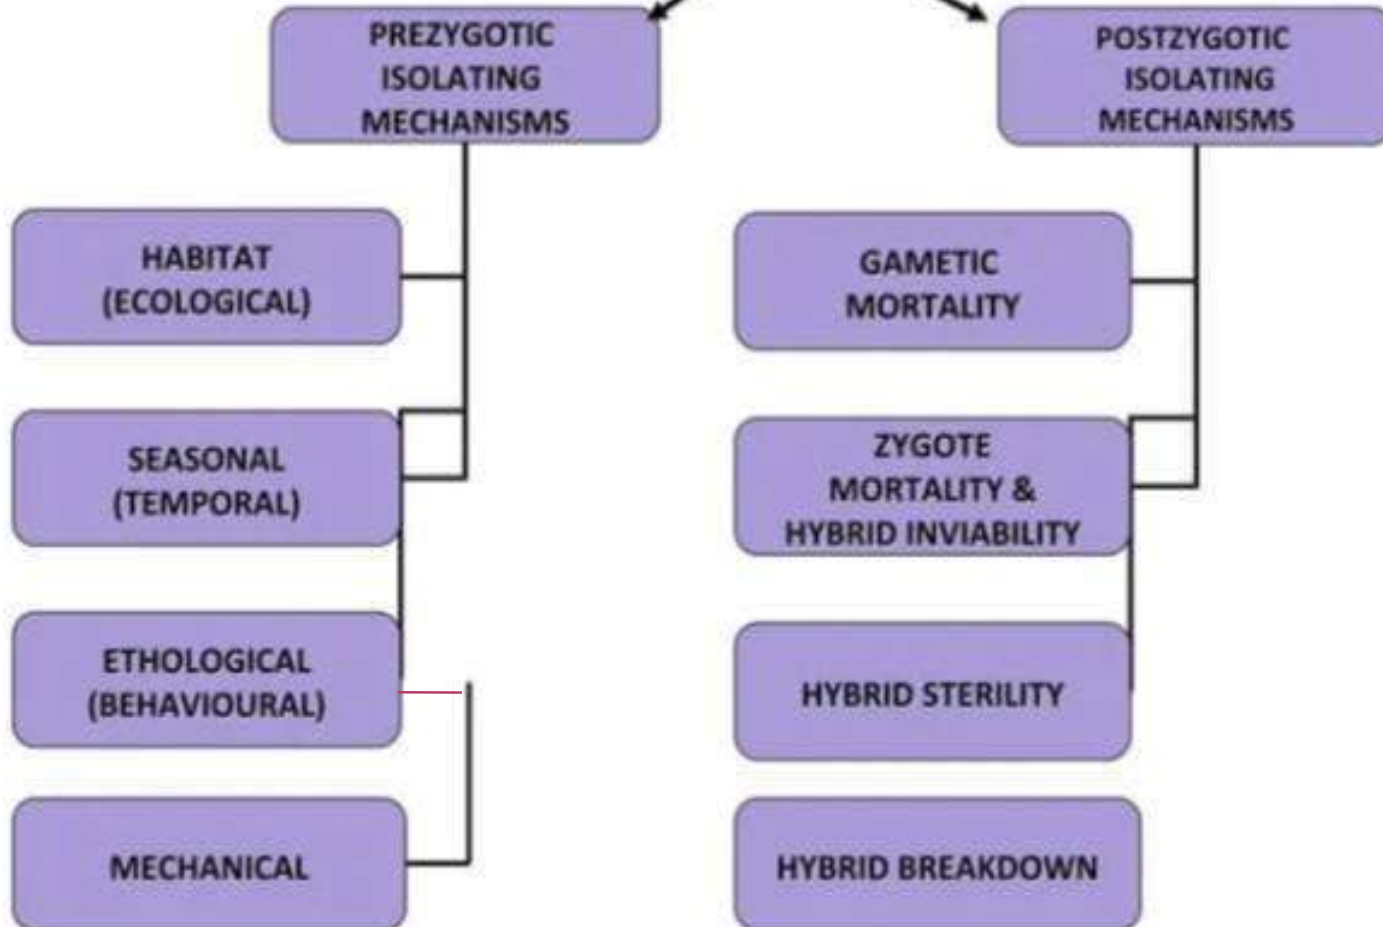 PREZYGOTIC
ISOLATING
MECHANISMS
HABITAT
(ECOLOGICAL)
SEASONAL
(TEMPORAL)
ETHOLOGICAL
(BEHAVIOURAL)
MECHANICAL
POSTZYGOTIC
ISOLATING
MECHANISMS
GAMETIC
MORTALITY
ZYGOTE
MORTALITY &
HYBRID INVIABILITY
HYBRID STERILITY
HYBRID BREAKDOWN